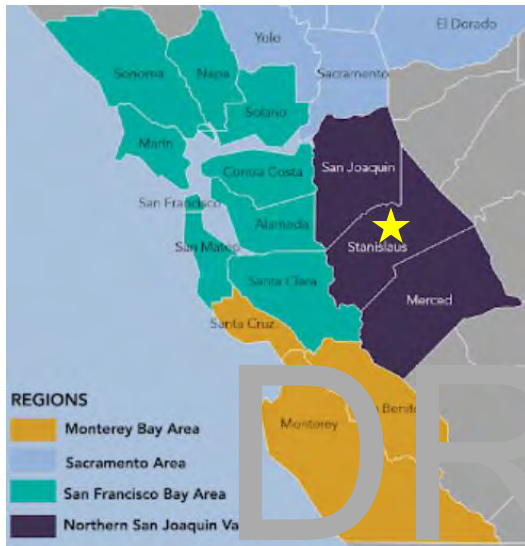 El Dorado
Yolo
Sacramento
Sonoma
Napa
Solano
Marin
San Joaquin
Contra Costa
San Francisco
Alameda
San Mateo
Stanislaus
Santa Clara
Merced
Santa Cruz
Benito
Monterey
DR
REGIONS
Monterey Bay Area
Sacramento Area
San Francisco Bay Area
Northern San Joaquin Va